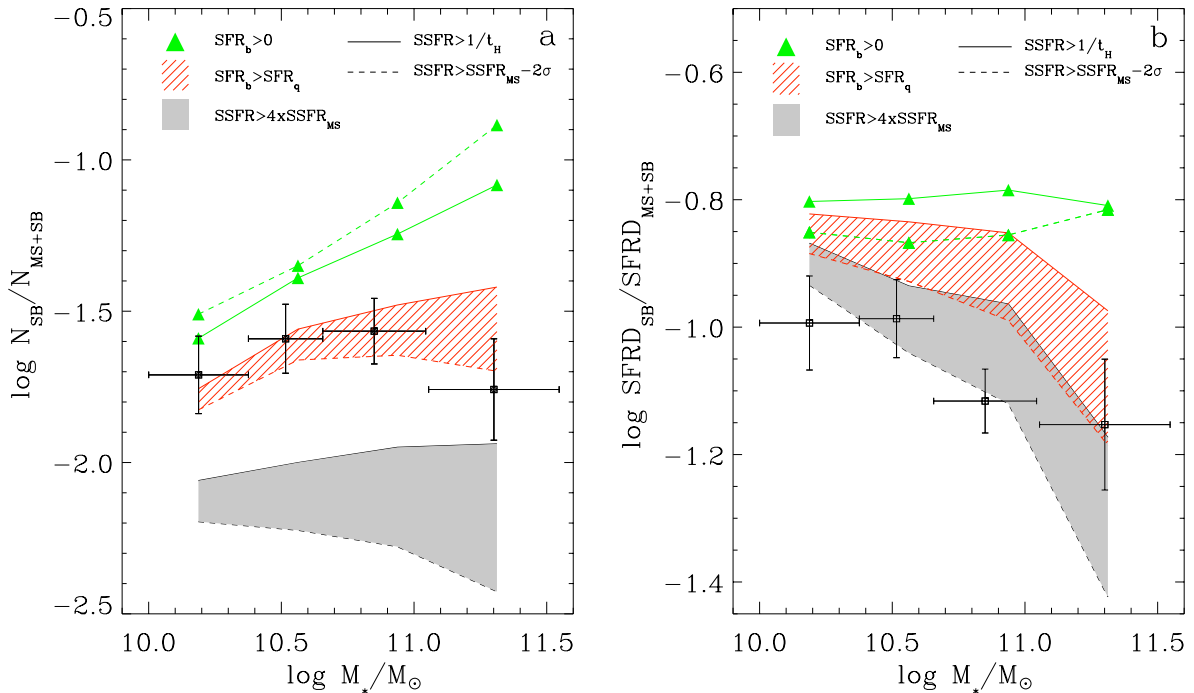 a
SFR_b>0
SSFR>1/t_H
SFR_b>SFR_q
SSFR>SSFR_MS−2σ
SSFR>4xSSFR_MS
log N_SB/N_MS+SB
−0.5
−1.0
−1.5
−2.0
−2.5
10.0 10.5 11.0 11.5
log M_*/M_⊙
b
SFR_b>0
SSFR>1/t_H
SFR_b>SFR_q
SSFR>SSFR_MS−2σ
SSFR>4xSSFR_MS
log SFRD_SB/SFRD_MS+SB
−0.6
−0.8
−1.0
−1.2
−1.4
10.0 10.5 11.0 11.5
log M_*/M_⊙